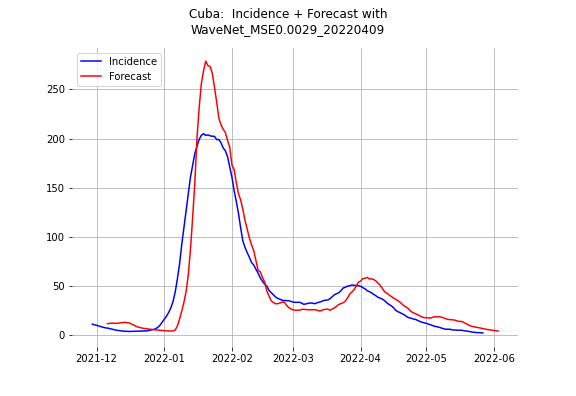 Cuba:  Incidence + Forecast with
WaveNet_MSE0.0029_20220409
Incidence
Forecast
250
200
150
100
50
0
2021-12 2022-01 2022-02 2022-03 2022-04 2022-05 2022-06